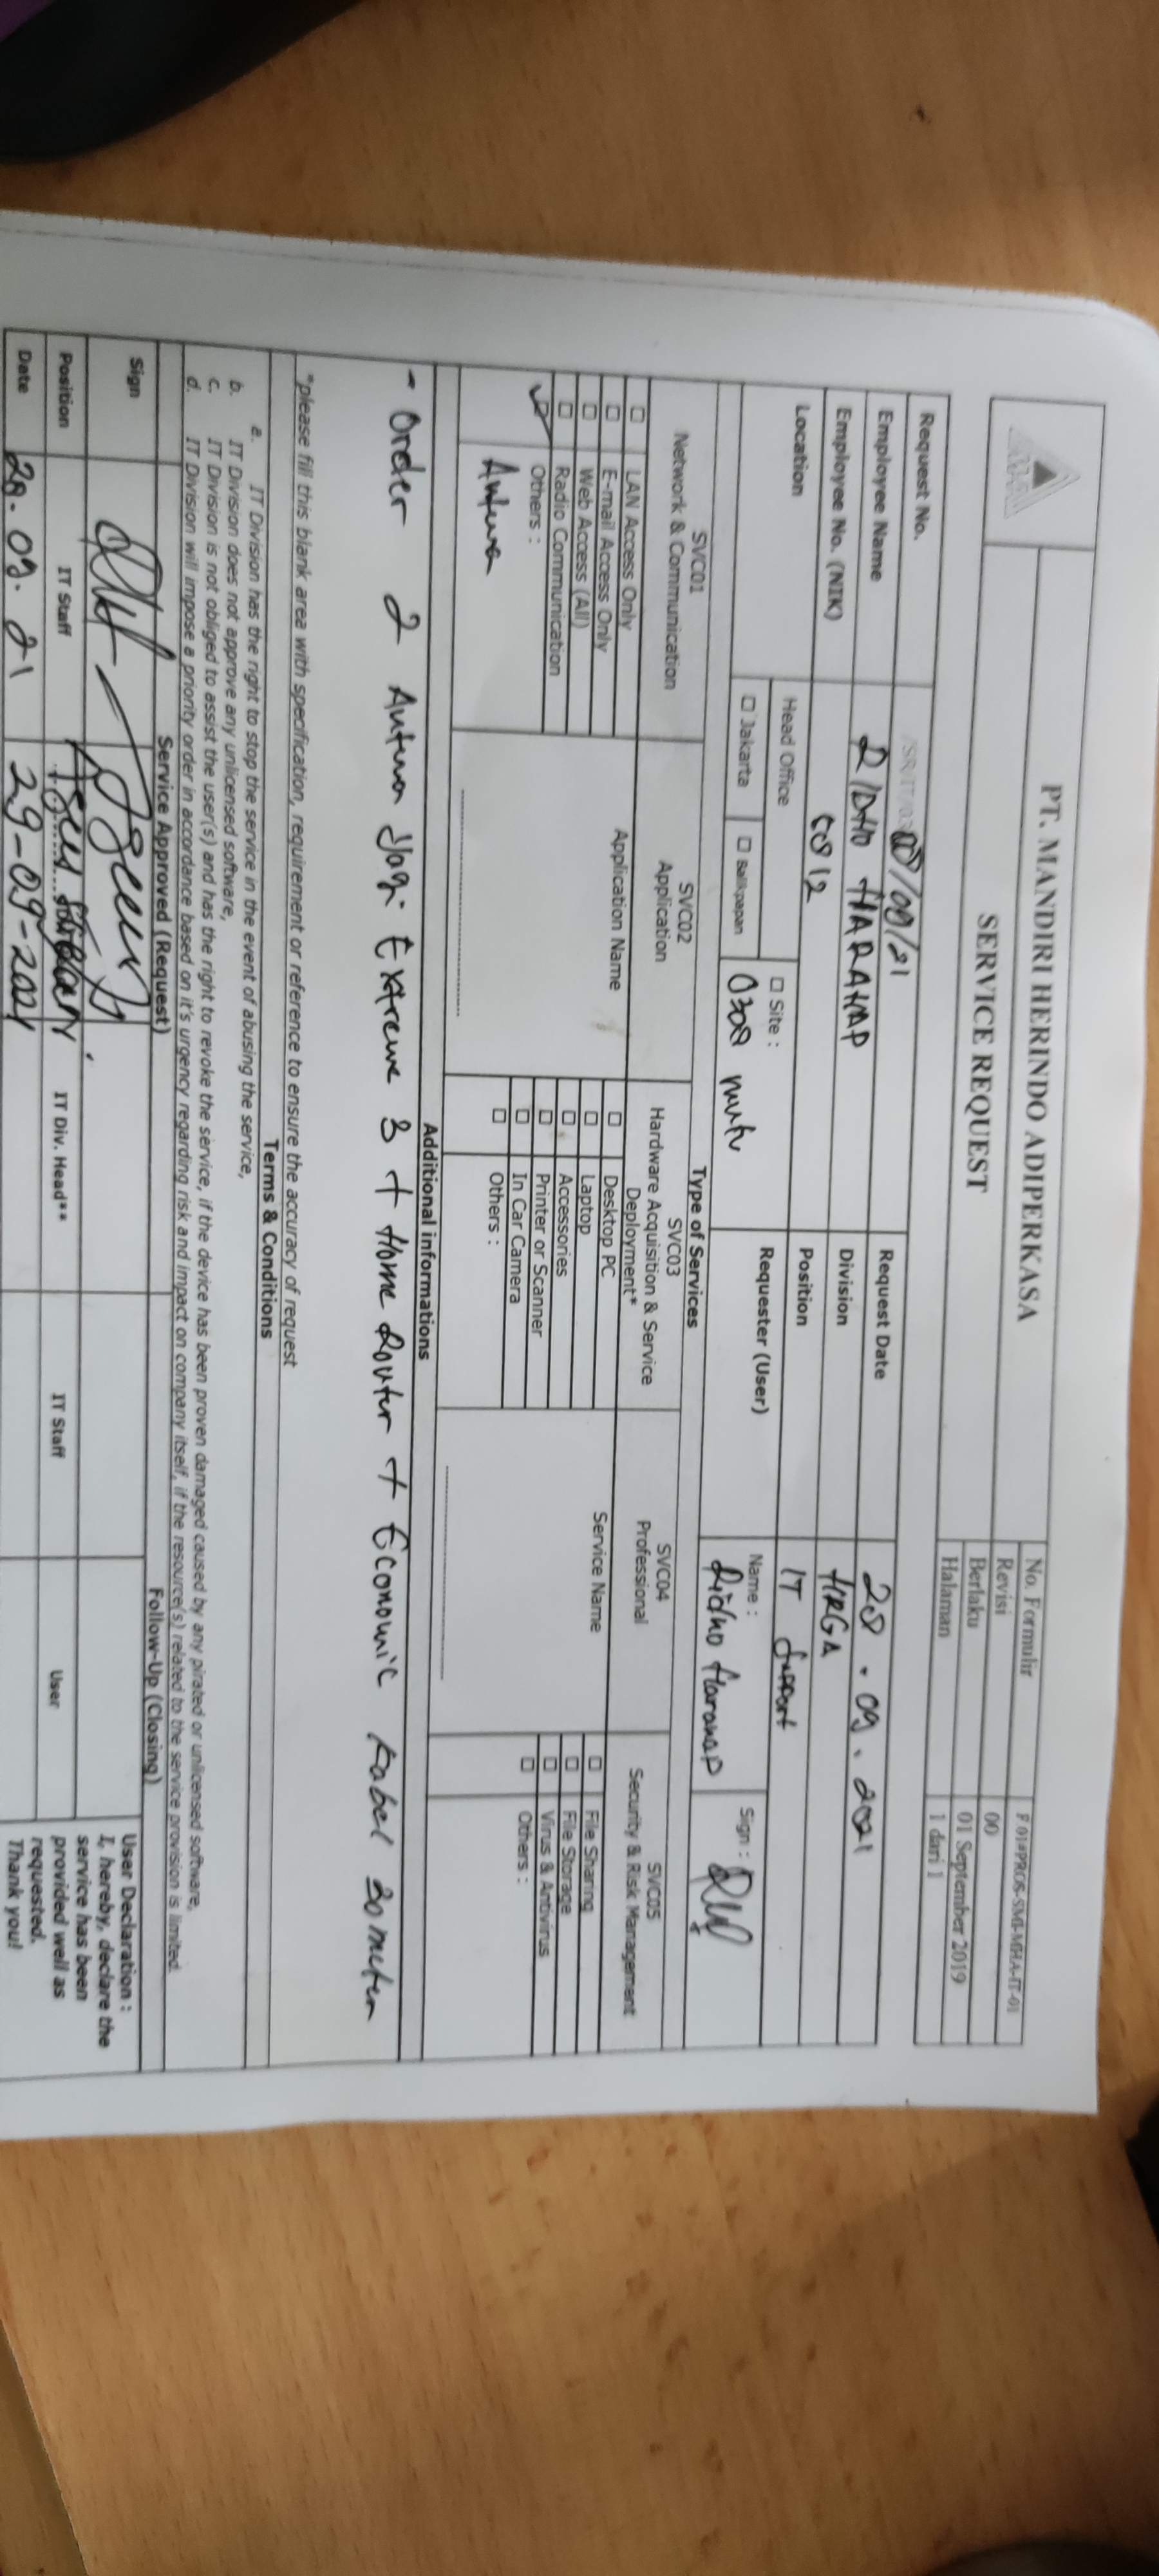 PT. MANDIRI HERINDO ADIPERKASA
SERVICE REQUEST
No. Formulir F.014/PROS-SMI-MHA-IT-01
Revisi 00
Berlaku 01 September 2019
Halaman 1 dari 1
Request No. /09/21 Request Date 28 . 09 . 2021
Employee Name RIDHO HARAHAP Division HRGA
Employee No. (NIK) Position IT Support
Location Head Office Site : Requester (User) Name : Sign :
Jakarta Balikpapan Ridho Harahap
Type of Services
SVC01 SVC02 SVC03 SVC04 SVC05
Network & Communication Application Hardware Acquisition & Service Deployment* Professional Security & Risk Management
LAN Access Only Application Name Desktop PC Service Name File Sharing
E-mail Access Only Laptop File Storage
Web Access (All) Accessories Virus & Antivirus
Radio Communication Printer or Scanner Others :
Others : In Car Camera
Antena Others :
Additional informations
- Order 2 Antena Yagi Extreme 3 + Home Router + Economic Kabel 30 meter
*please fill this blank area with specification, requirement or reference to ensure the accuracy of request
Terms & Conditions
a. IT Division has the right to stop the service in the event of abusing the service,
b. IT Division does not approve any unlicensed software,
c. IT Division is not obliged to assist the user(s) and has the right to revoke the service, if the device has been proven damaged caused by any pirated or unlicensed software,
d. IT Division will impose a priority order in accordance based on it's urgency regarding risk and impact on company itself, if the resource(s) related to the service provision is limited.
Service Approved (Request) Follow-Up (Closing)
Sign
User Declaration :
I, hereby, declare the
service has been
provided well as
requested.
Thank you!
Position IT Staff IT Div. Head** IT Staff User
Date 28. 09. 21 29-09-2021